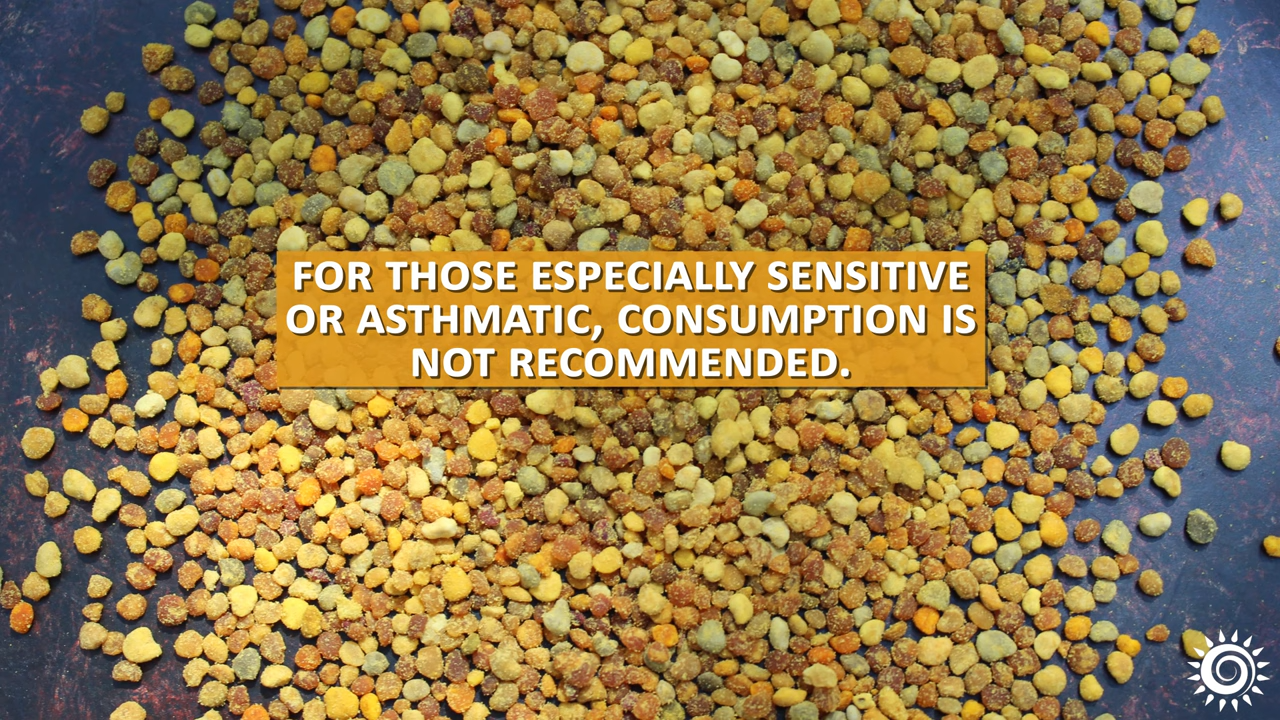 FOR THOSE ESPECIALLY SENSITIVE
OR ASTHMATIC, CONSUMPTION IS
NOT RECOMMENDED.